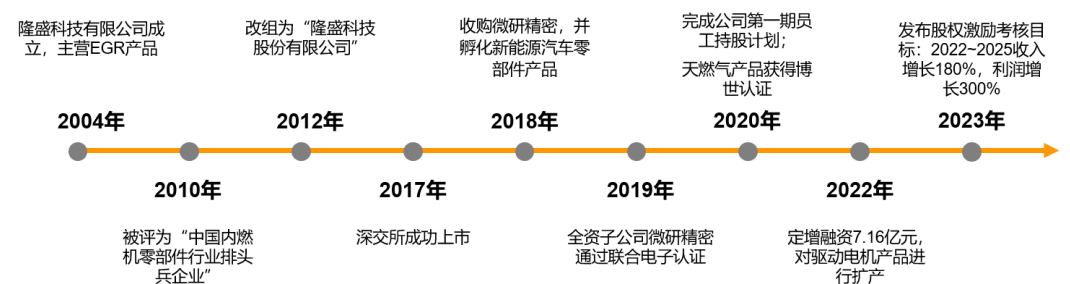 隆盛科技有限公司成
立，主营EGR产品
2004年
2010年
被评为“中国内燃
机零部件行业排头
兵企业”
改组为“隆盛科技
股份有限公司”
2012年
2017年
深交所成功上市
收购微研精密，并
孵化新能源汽车零
部件产品
2018年
2019年
全资子公司微研精密
通过联合电子认证
完成公司第一期员
工持股计划；
天燃气产品获得博
世认证
2020年
2022年
定增融资7.16亿元，
对驱动电机产品进
行扩产
发布股权激励考核目
标：2022~2025收入
增长180%，利润增
长300%
2023年